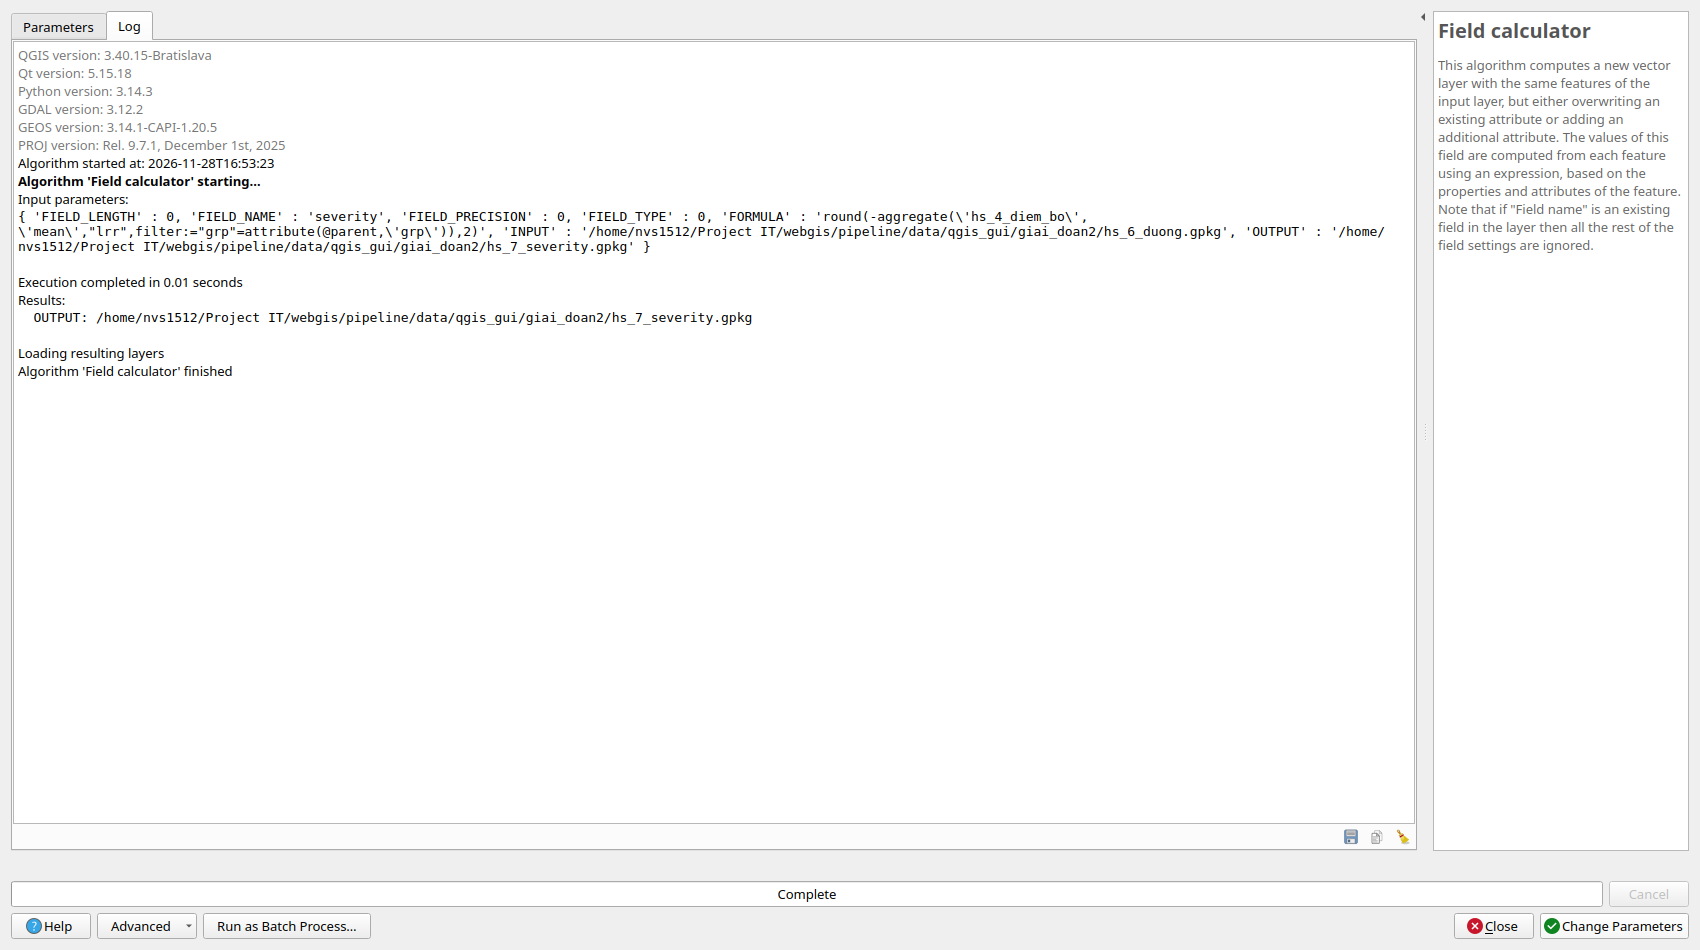 Parameters
Log
QGIS version: 3.40.15-Bratislava
Qt version: 5.15.18
Python version: 3.14.3
GDAL version: 3.12.2
GEOS version: 3.14.1-CAPI-1.20.5
PROJ version: Rel. 9.7.1, December 1st, 2025
Algorithm started at: 2026-11-28T16:53:23
Algorithm 'Field calculator' starting...
Input parameters:
{ 'FIELD_LENGTH' : 0, 'FIELD_NAME' : 'severity', 'FIELD_PRECISION' : 0, 'FIELD_TYPE' : 0, 'FORMULA' : 'round(-aggregate(\'hs_4_diem_bo\',
\'mean\',"lrr",filter:="grp"=attribute(@parent,\'grp\')),2)', 'INPUT' : '/home/nvs1512/Project IT/webgis/pipeline/data/qgis_gui/giai_doan2/hs_6_duong.gpkg', 'OUTPUT' : '/home/
nvs1512/Project IT/webgis/pipeline/data/qgis_gui/giai_doan2/hs_7_severity.gpkg' }
Execution completed in 0.01 seconds
Results:
OUTPUT: /home/nvs1512/Project IT/webgis/pipeline/data/qgis_gui/giai_doan2/hs_7_severity.gpkg
Loading resulting layers
Algorithm 'Field calculator' finished
Field calculator
This algorithm computes a new vector
layer with the same features of the
input layer, but either overwriting an
existing attribute or adding an
additional attribute. The values of this
field are computed from each feature
using an expression, based on the
properties and attributes of the feature.
Note that if "Field name" is an existing
field in the layer then all the rest of the
field settings are ignored.
Complete
Cancel
Help
Advanced
Run as Batch Process...
Close
Change Parameters